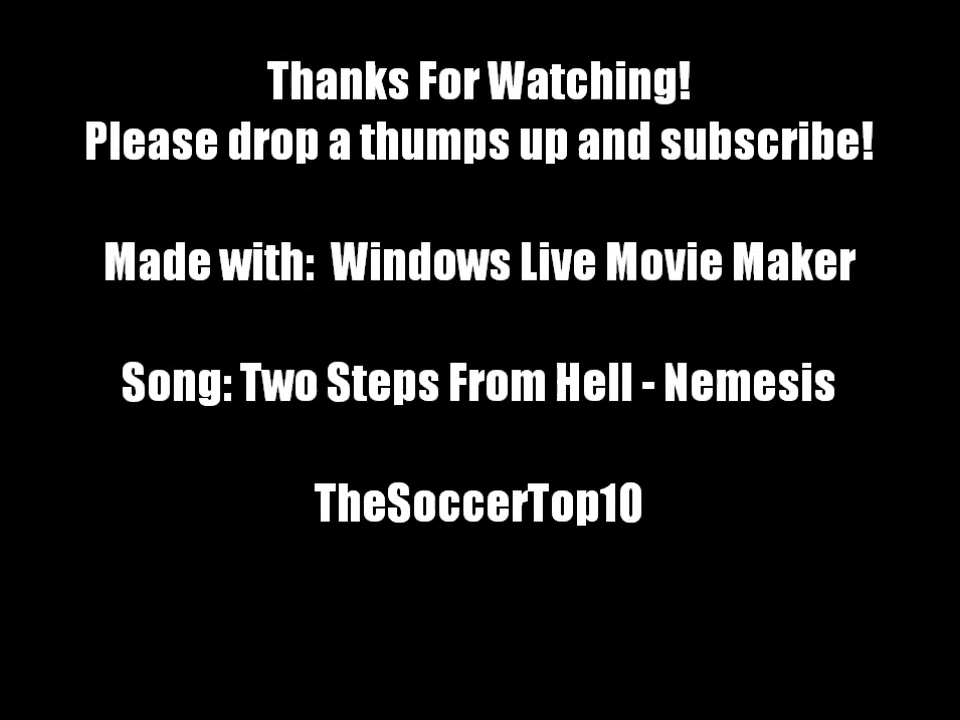 Thanks For Watching!
Please drop a thumps up and subscribe!
Made with:  Windows Live Movie Maker
Song: Two Steps From Hell - Nemesis
TheSoccerTop10